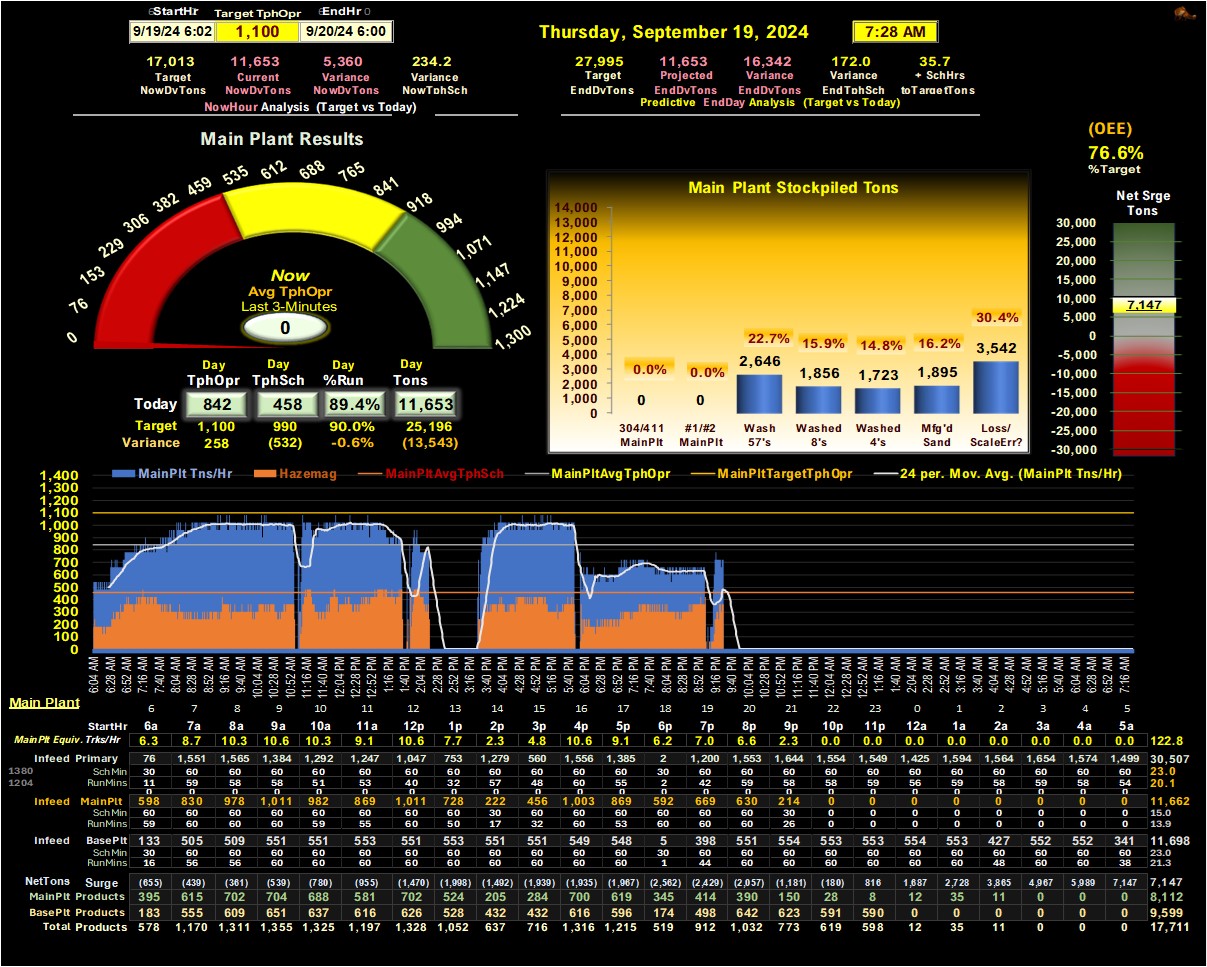 StartHr Target TphOpr EndHr
9/19/24 6:02 1,100 9/20/24 6:00
Thursday, September 19, 2024 7:28 AM
17,013 11,653 5,360 234.2
Target Current Variance Variance
NowDvTons NowDvTons NowDvTons NowTphSch
NowHour Analysis (Target vs Today)
27,995 11,653 16,342 172.0 35.7
Target Projected Variance Variance + SchHrs
EndDvTons EndDvTons EndDvTons EndTphSch toTargetTons
Predictive EndDay Analysis (Target vs Today)
(OEE)
76.6%
%Target
Main Plant Results
0 76 153 229 306 382 459 535 612 688 765 841 918 994 1,071 1,147 1,224 1,300
Now
Avg TphOpr
Last 3-Minutes
0
Day Day Day Day
TphOpr TphSch %Run Tons
Today 842 458 89.4% 11,653
Target 1,100 990 90.0% 25,196
Variance 258 (532) -0.6% (13,543)
Main Plant Stockpiled Tons
14,000
13,000
12,000
11,000
10,000
9,000
8,000
7,000
6,000
5,000
4,000
3,000
2,000
1,000
0
0.0% 0.0% 22.7% 15.9% 14.8% 16.2% 30.4%
0 0 2,646 1,856 1,723 1,895 3,542
304/411 #1/#2 Wash Washed Washed Mfg'd Loss/
MainPlt MainPlt 57's 8's 4's Sand ScaleErr?
Net Srge
Tons
30,000
25,000
20,000
15,000
10,000
5,000
0
-5,000
-10,000
-15,000
-20,000
-25,000
-30,000
7,147
MainPlt Tns/Hr Hazemag MainPltAvgTphSch MainPltAvgTphOpr MainPltTargetTphOpr 24 per. Mov. Avg. (MainPlt Tns/Hr)
1,400
1,300
1,200
1,100
1,000
900
800
700
600
500
400
300
200
100
0
6:04 AM 6:28 AM 6:52 AM 7:16 AM 7:40 AM 8:28 AM 8:52 AM 9:16 AM 9:40 AM 10:04 AM 10:28 AM 10:52 AM 11:16 AM 11:40 AM 12:04 PM 12:28 PM 12:52 PM 1:16 PM 1:40 PM 2:04 PM 2:28 PM 3:16 PM 3:40 PM 4:04 PM 4:28 PM 4:52 PM 5:16 PM 5:40 PM 6:04 PM 6:28 PM 6:52 PM 7:16 PM 7:40 PM 8:04 PM 8:28 PM 8:52 PM 9:16 PM 9:40 PM 10:04 PM 10:28 PM 11:28 PM 11:52 PM 12:52 AM 1:16 AM 1:40 AM 2:04 AM 2:28 AM 2:52 AM 3:16 AM 3:40 AM 4:04 AM 4:28 AM 6:04 AM 6:28 AM 6:52 AM 7:16 AM
Main Plant 6 7 8 9 10 11 12 13 14 15 16 17 18 19 20 21 22 23 0 1 2 3 4 5
StartHr 6a 7a 8a 9a 10a 11a 12p 1p 2p 3p 4p 5p 6p 7p 8p 9p 10p 11p 12a 1a 2a 3a 4a 5a
MainPlt Equiv. Trks/Hr 6.3 8.7 10.3 10.6 10.3 9.1 10.6 7.7 2.3 4.8 10.6 9.1 6.2 7.0 6.6 2.3 0.0 0.0 0.0 0.0 0.0 0.0 0.0 0.0 122.8
Infeed Primary 76 1,551 1,565 1,384 1,292 1,247 1,047 753 1,279 560 1,556 1,385 2 1,200 1,553 1,644 1,554 1,549 1,425 1,594 1,564 1,654 1,574 1,499 30,507
1380 SchMin 30 60 60 60 60 60 60 60 60 60 60 60 30 60 60 60 60 60 60 60 60 60 60 60 23.0
1204 RunMins 11 59 58 58 51 53 40 32 57 48 60 55 2 42 59 58 59 58 56 59 58 59 58 54 20.1
0 0 0 0 0 0 0 0 0 0 0 0 0 0 0 0 0 0 0 0 0 0 0 0
Infeed MainPlt 598 830 978 1,011 982 869 1,011 728 222 456 1,003 869 592 669 630 214 0 0 0 0 0 0 0 0 11,662
SchMin 60 60 60 60 60 60 60 60 30 60 60 60 60 60 60 30 0 0 0 0 0 0 0 0 15.0
RunMins 59 60 60 60 59 55 60 50 17 32 60 53 60 60 60 26 0 0 0 0 0 0 0 0 13.9
Infeed BasePlt 133 505 509 551 551 553 553 551 551 551 549 548 5 398 551 554 553 551 554 553 427 552 552 341 11,698
SchMin 30 60 60 60 60 60 60 60 60 60 60 60 30 60 60 60 60 60 60 60 60 60 60 60 23.0
RunMins 16 56 56 60 60 60 60 60 60 60 60 60 1 44 60 60 60 60 60 60 48 60 60 38 21.3
NetTons Surge (655) (439) (361) (539) (780) (955) (1,470) (1,998) (1,492) (1,939) (1,935) (1,967) (2,562) (2,429) (2,057) (1,181) (180) 816 1,687 2,728 3,865 4,967 5,989 7,147 7,147
MainPlt Products 395 615 702 704 688 581 702 524 205 284 700 619 345 414 390 150 28 8 12 35 11 0 0 0 8,112
BasePlt Products 183 555 609 651 637 616 626 528 432 432 616 596 174 498 642 623 591 590 0 0 0 0 0 0 9,599
Total Products 578 1,170 1,311 1,355 1,325 1,197 1,328 1,052 637 716 1,316 1,215 519 912 1,032 773 619 598 12 35 11 0 0 0 17,711